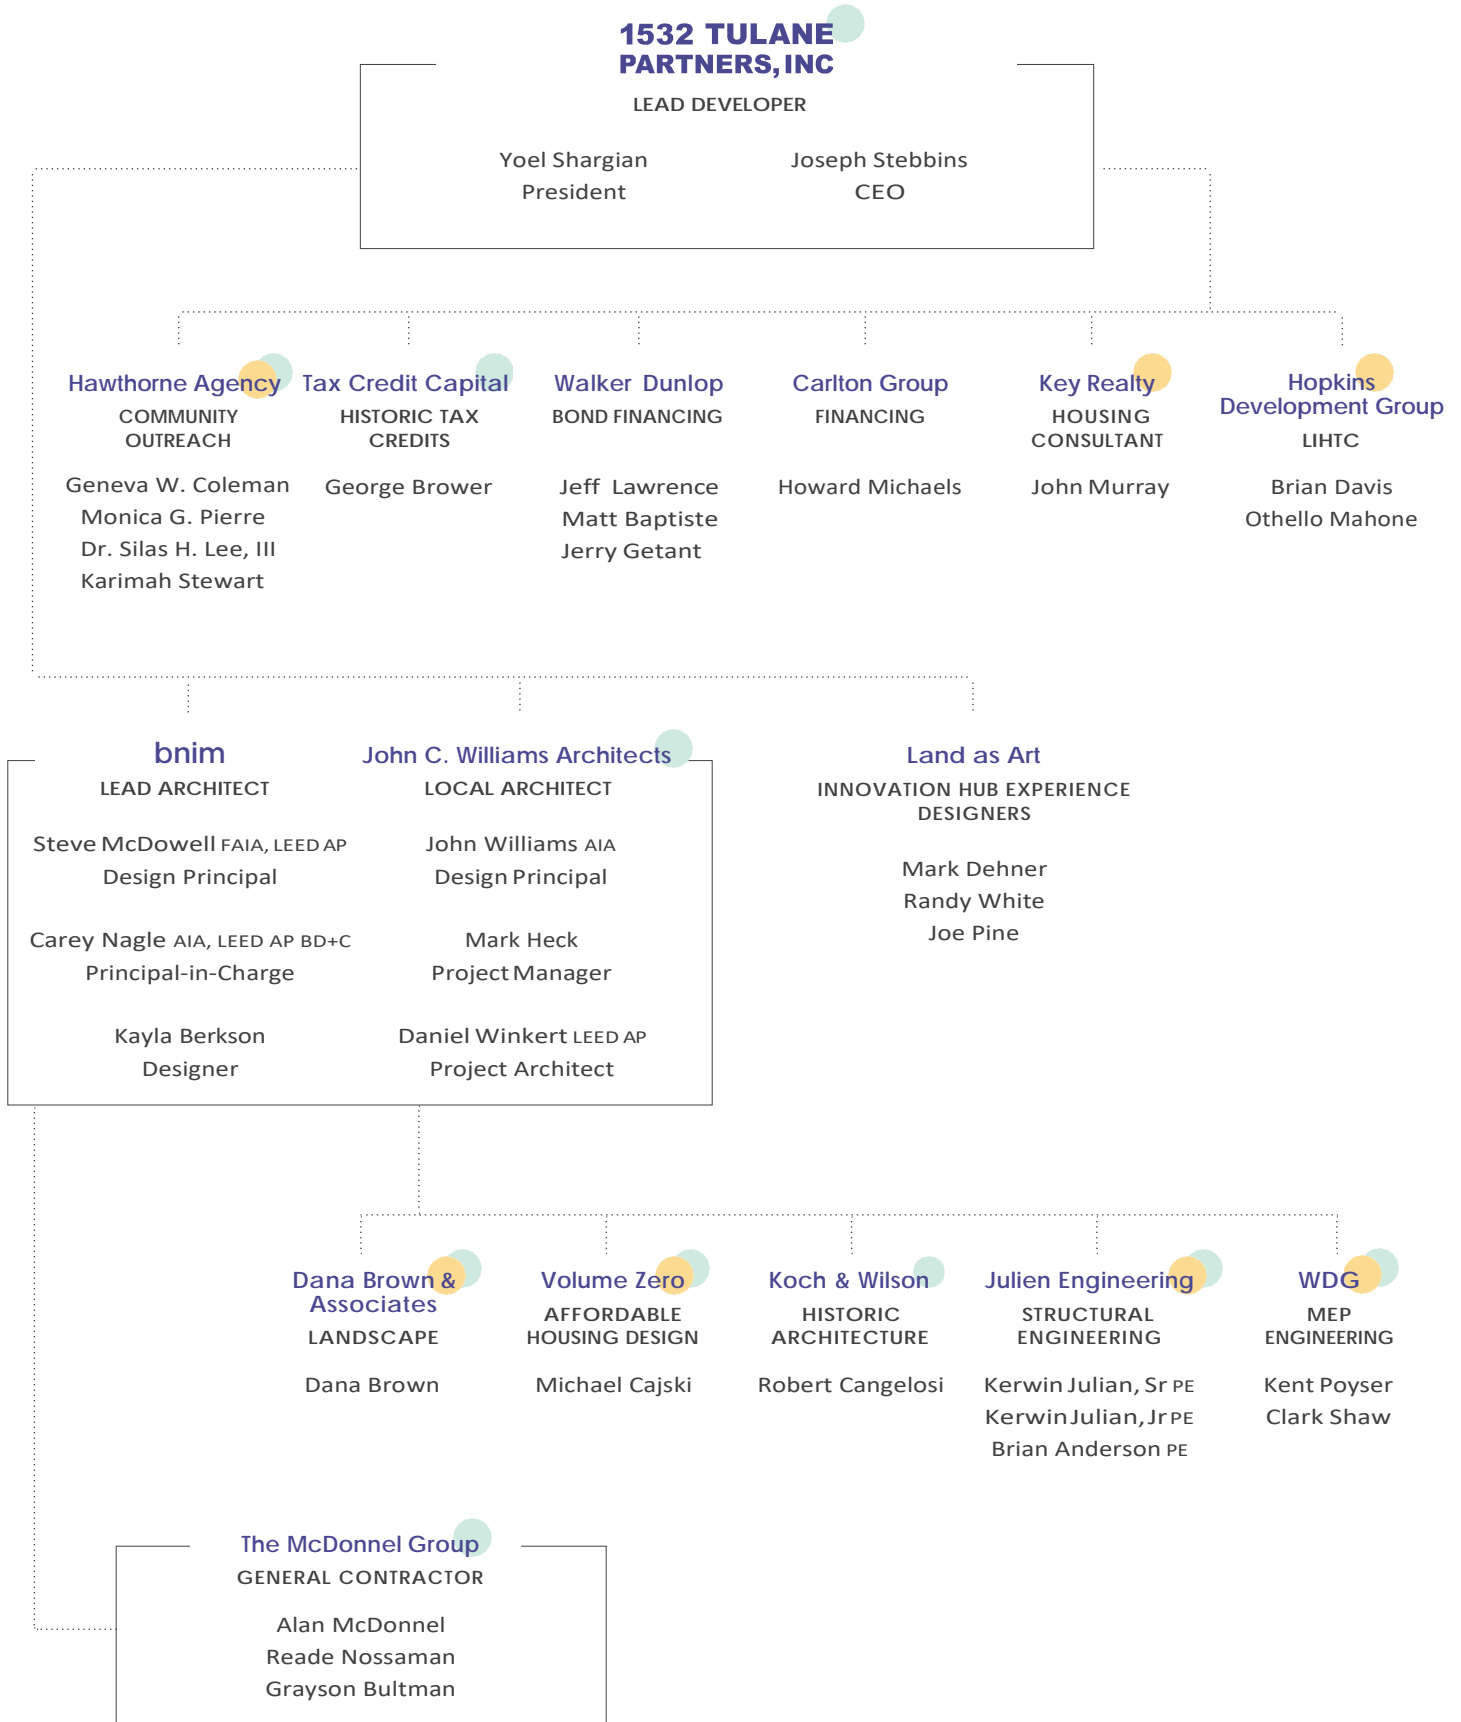 1532 TULANE
PARTNERS, INC
LEAD DEVELOPER
Yoel Shargian
President
Joseph Stebbins
CEO
Hawthorne Agency
COMMUNITY
OUTREACH
Geneva W. Coleman
Monica G. Pierre
Dr. Silas H. Lee, III
Karimah Stewart
Tax Credit Capital
HISTORIC TAX
CREDITS
George Brower
Walker Dunlop
BOND FINANCING
Jeff Lawrence
Matt Baptiste
Jerry Getant
Carlton Group
FINANCING
Howard Michaels
Key Realty
HOUSING
CONSULTANT
John Murray
Hopkins
Development Group
LIHTC
Brian Davis
Othello Mahone
bnim
LEAD ARCHITECT
Steve McDowell FAIA, LEED AP
Design Principal
Carey Nagle AIA, LEED AP BD+C
Principal-in-Charge
Kayla Berkson
Designer
John C. Williams Architects
LOCAL ARCHITECT
John Williams AIA
Design Principal
Mark Heck
Project Manager
Daniel Winkert LEED AP
Project Architect
Land as Art
INNOVATION HUB EXPERIENCE
DESIGNERS
Mark Dehner
Randy White
Joe Pine
Dana Brown &
Associates
LANDSCAPE
Dana Brown
Volume Zero
AFFORDABLE
HOUSING DESIGN
Michael Cajski
Koch & Wilson
HISTORIC
ARCHITECTURE
Robert Cangelosi
Julien Engineering
STRUCTURAL
ENGINEERING
Kerwin Julian, Sr PE
Kerwin Julian, Jr PE
Brian Anderson PE
WDG
MEP
ENGINEERING
Kent Poyser
Clark Shaw
The McDonnel Group
GENERAL CONTRACTOR
Alan McDonnel
Reade Nossaman
Grayson Bultman